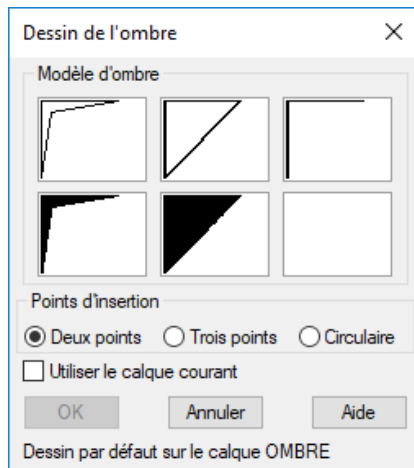 Dessin de l'ombre
Modèle d'ombre
Points d'insertion
Deux points Trois points Circulaire
Utiliser le calque courant
OK Annuler Aide
Dessin par défaut sur le calque OMBRE